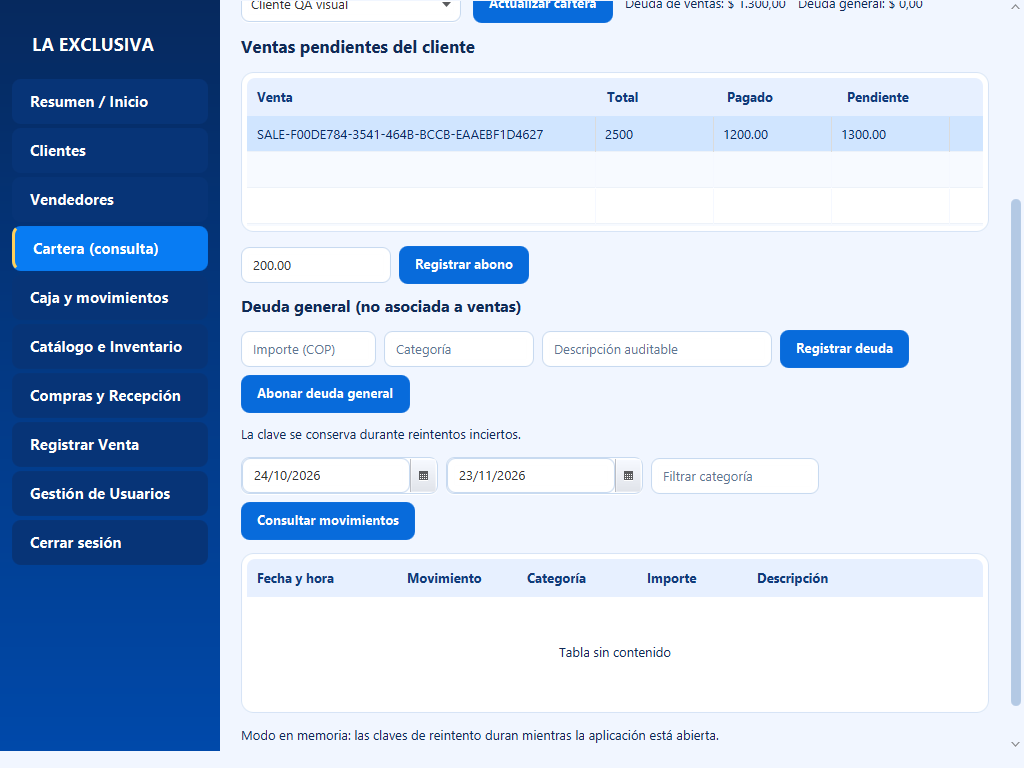 LA EXCLUSIVA
Resumen / Inicio
Clientes
Vendedores
Cartera (consulta)
Caja y movimientos
Catálogo e Inventario
Compras y Recepción
Registrar Venta
Gestión de Usuarios
Cerrar sesión
Cliente QA visual Actualizar cartera Deuda de ventas: $ 1.300,00 Deuda general: $ 0,00
Ventas pendientes del cliente
Venta Total Pagado Pendiente
SALE-F00DE784-3541-464B-BCCB-EAAEBF1D4627 2500 1200.00 1300.00
200.00 Registrar abono
Deuda general (no asociada a ventas)
Importe (COP) Categoría Descripción auditable Registrar deuda
Abonar deuda general
La clave se conserva durante reintentos inciertos.
24/10/2026 23/11/2026 Filtrar categoría
Consultar movimientos
Fecha y hora Movimiento Categoría Importe Descripción
Tabla sin contenido
Modo en memoria: las claves de reintento duran mientras la aplicación está abierta.